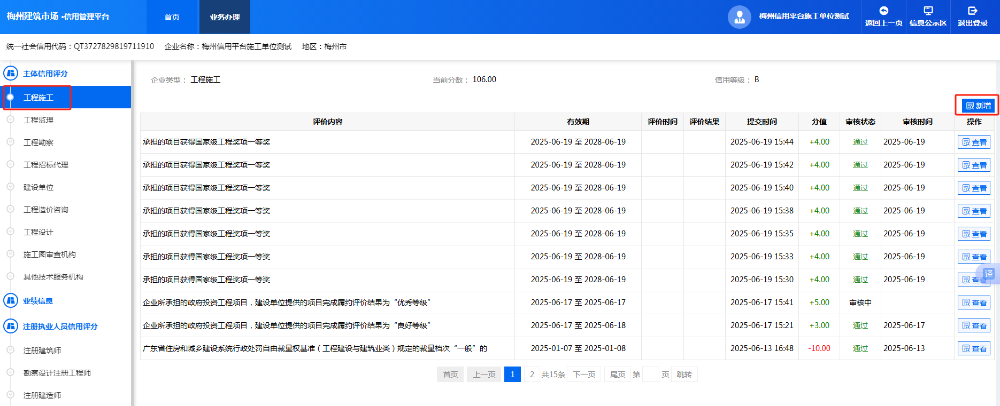 梅州建筑市场 ·信用管理平台
首页
业务办理
梅州信用平台施工单位测试
返回上一页
信息公示区
退出登录
统一社会信用代码：QT3727829819711910 企业名称：梅州信用平台施工单位测试 地区：梅州市
主体信用评分
工程施工
工程监理
工程勘察
工程招标代理
建设单位
工程造价咨询
工程设计
施工图审查机构
其他技术服务机构
业绩信息
注册执业人员信用评分
注册建筑师
勘察设计注册工程师
注册建造师
企业类型： 工程施工 当前分数： 106.00 信用等级： B
新增
评价内容 有效期 评价时间 评价结果 提交时间 分值 审核状态 审核时间 操作
承担的项目获得国家级工程奖项一等奖 2025-06-19 至 2028-06-19 2025-06-19 15:44 +4.00 通过 2025-06-19 查看
承担的项目获得国家级工程奖项一等奖 2025-06-19 至 2028-06-19 2025-06-19 15:42 +4.00 通过 2025-06-19 查看
承担的项目获得国家级工程奖项一等奖 2025-06-19 至 2028-06-19 2025-06-19 15:40 +4.00 通过 2025-06-19 查看
承担的项目获得国家级工程奖项一等奖 2025-06-19 至 2028-06-19 2025-06-19 15:38 +4.00 通过 2025-06-19 查看
承担的项目获得国家级工程奖项一等奖 2025-06-19 至 2028-06-19 2025-06-19 15:35 +4.00 通过 2025-06-19 查看
承担的项目获得国家级工程奖项一等奖 2025-06-19 至 2028-06-19 2025-06-19 15:33 +4.00 通过 2025-06-19 查看
承担的项目获得国家级工程奖项一等奖 2025-06-19 至 2028-06-19 2025-06-19 15:30 +4.00 通过 2025-06-19 查看
译
企业所承担的政府投资工程项目，建设单位提供的项目完成履约评价结果为“优秀等级” 2025-06-17 至 2025-06-17 2025-06-17 15:41 +5.00 审核中 查看
企业所承担的政府投资工程项目，建设单位提供的项目完成履约评价结果为“良好等级” 2025-06-17 至 2025-06-18 2025-06-17 15:21 +3.00 通过 2025-06-17 查看
广东省住房和城乡建设系统行政处罚自由裁量权基准（工程建设与建筑业类）规定的裁量档次“一般”的 2025-01-07 至 2025-01-08 2025-06-13 16:48 -10.00 通过 2025-06-13 查看
首页 上一页 1 2 共15条 下一页 尾页 第 页 跳转